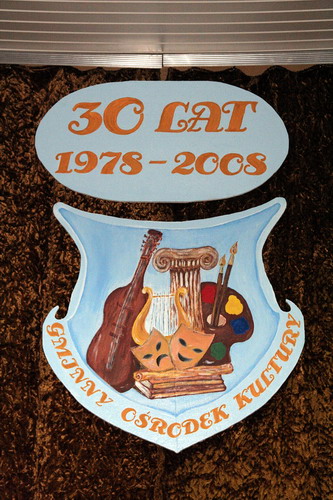 30 LAT
1978 – 2008
GMINNY OŚRODEK KULTURY